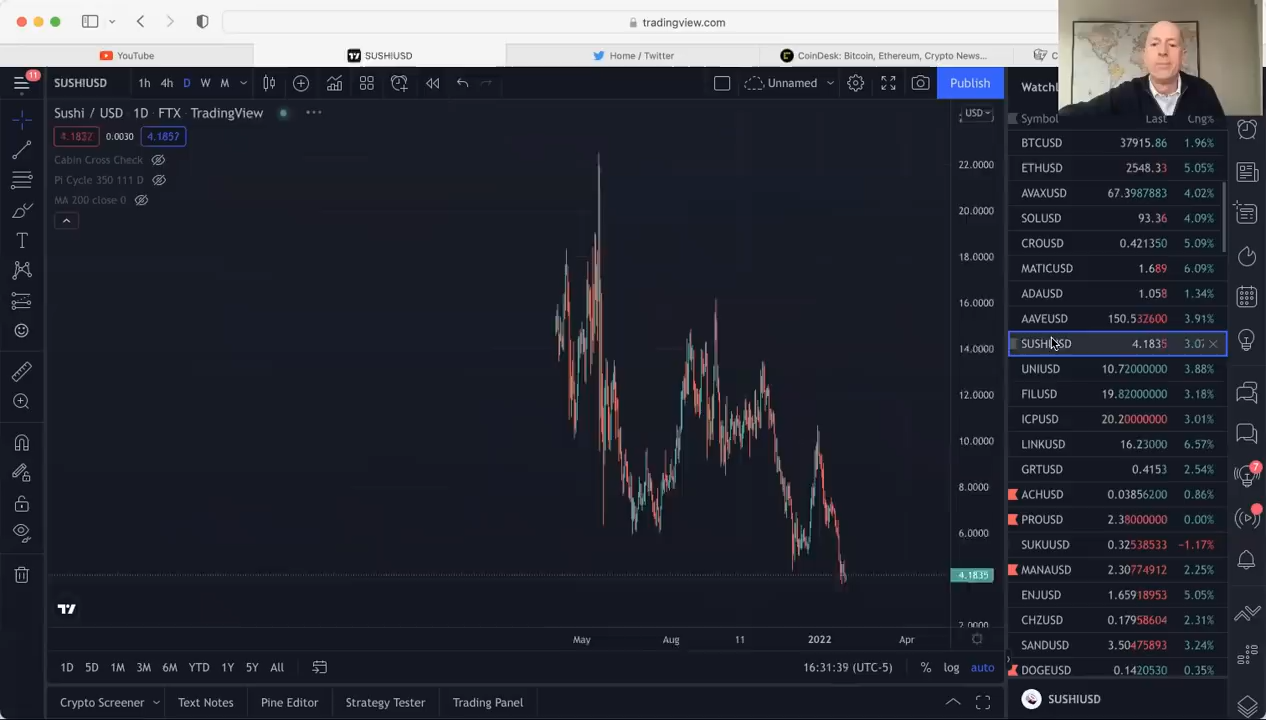 tradingview.com
YouTube
SUSHIUSD
Home / Twitter
CoinDesk: Bitcoin, Ethereum, Crypto News...
11
SUSHIUSD
1h 4h D W M
Unnamed
Publish
Sushi / USD 1D FTX TradingView
4.1832 0.0030 4.1857
Cabin Cross Check
Pi Cycle 350 111 D
MA 200 close 0
USD
22.0000
20.0000
18.0000
16.0000
14.0000
12.0000
10.0000
8.0000
6.0000
4.1835
2.0000
May Aug 11 2022 Apr
1D 5D 1M 3M 6M YTD 1Y 5Y All
16:31:39 (UTC-5) % log auto
Crypto Screener Text Notes Pine Editor Strategy Tester Trading Panel
Symbol Last Chg%
BTCUSD 37915.86 1.96%
ETHUSD 2548.33 5.05%
AVAXUSD 67.3987883 4.02%
SOLUSD 93.36 4.09%
CROUSD 0.421350 5.09%
MATICUSD 1.689 6.09%
ADAUSD 1.058 1.34%
AAVEUSD 150.532600 3.91%
SUSHIUSD 4.1835 3.07
UNIUSD 10.72000000 3.88%
FILUSD 19.82000000 3.18%
ICPUSD 20.20000000 3.01%
LINKUSD 16.23000 6.57%
GRTUSD 0.4153 2.54%
ACHUSD 0.03856200 0.86%
PROUSD 2.38000000 0.00%
SUKUUSD 0.32538533 −1.17%
MANAUSD 2.30774912 2.25%
ENJUSD 1.65918953 5.05%
CHZUSD 0.17958604 2.31%
SANDUSD 3.50475893 3.24%
DOGEUSD 0.1420530 0.35%
SUSHIUSD
7